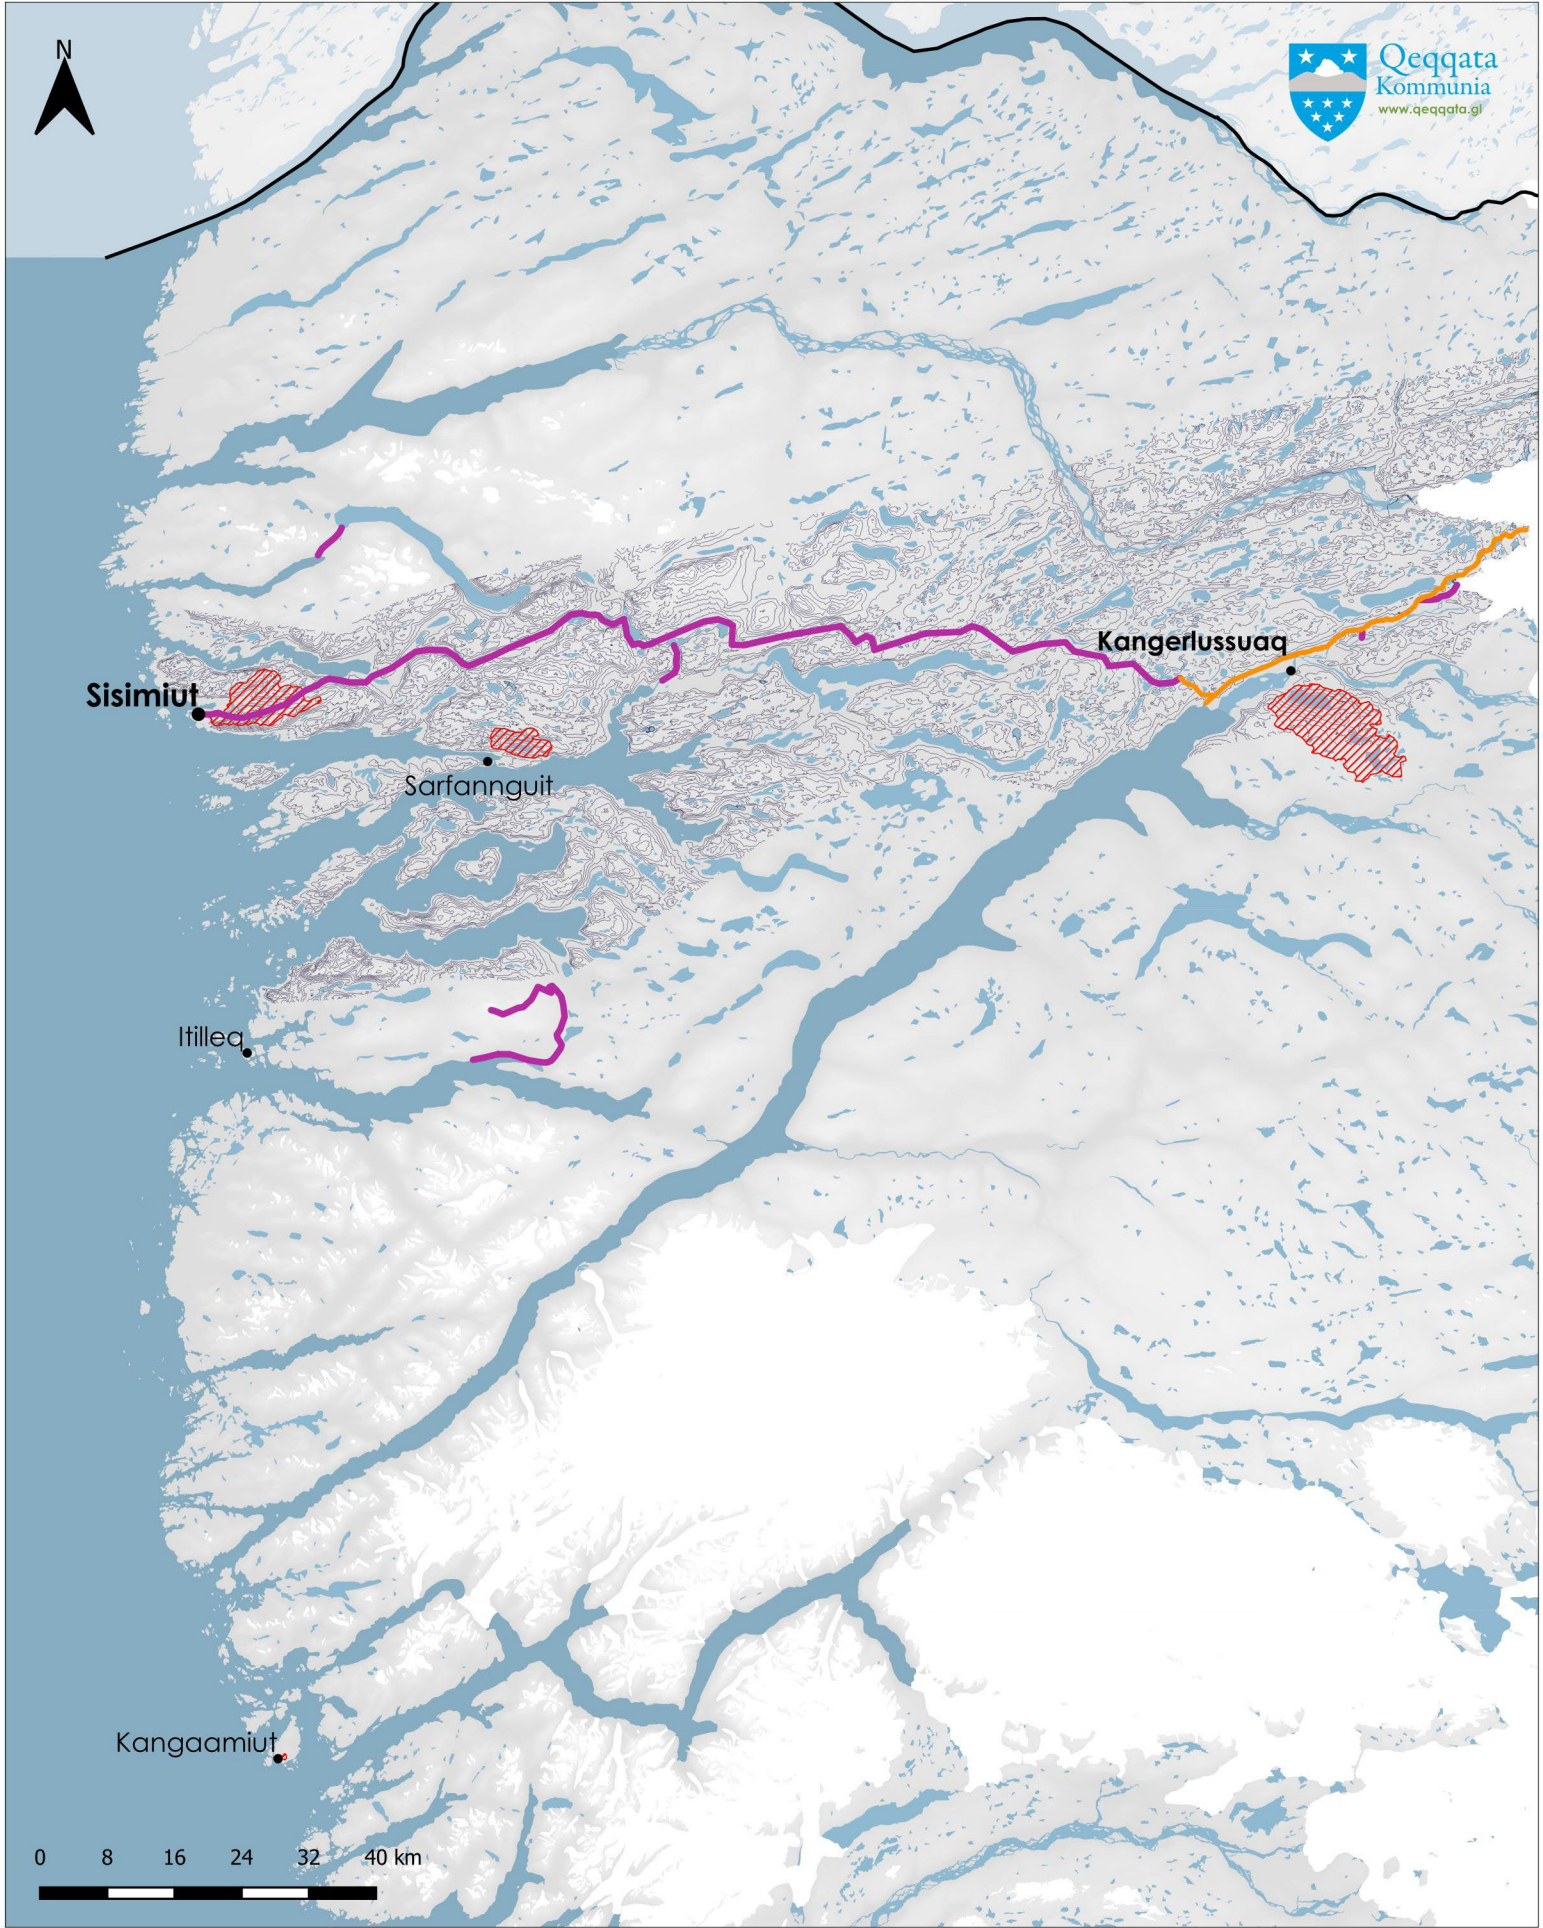 N
Qeqqata
Kommunia
www.qeqqata.gl
Kangerlussuaq
Sisimiut
Sarfannguit
Itilleq
Kangaamiut
0 8 16 24 32 40 km